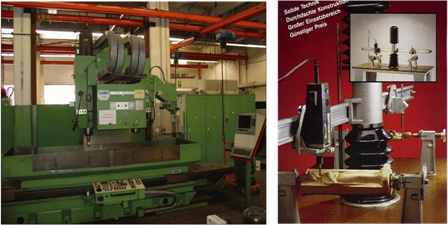 Solide Technik
Durchdachte Konstruktion
Großer Einsatzbereich
Günstiger Preis